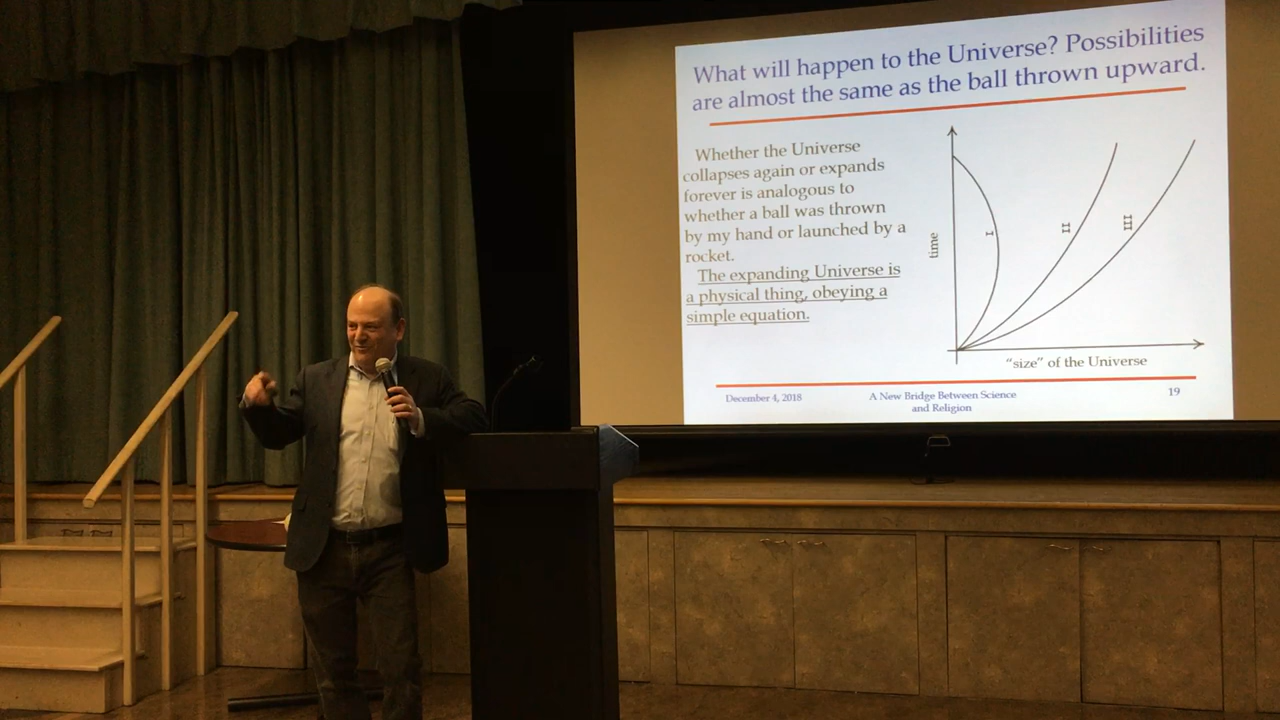 What will happen to the Universe? Possibilities
are almost the same as the ball thrown upward.
Whether the Universe
collapses again or expands
forever is analogous to
whether a ball was thrown
by my hand or launched by a
rocket.
The expanding Universe is
a physical thing, obeying a
simple equation.
time
I
II
III
"size" of the Universe
December 4, 2018
A New Bridge Between Science
and Religion
19